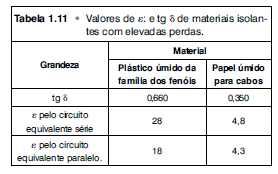 Tabela 1.11 • Valores de ε: e tg δ de materiais isolan-
tes com elevadas perdas.
Grandeza
Material
Plástico úmido da
família dos fenóis
Papel úmido
para cabos
tg δ
0,660
0,350
ε pelo circuito
equivalente série
28
4,8
ε pelo circuito
equivalente paralelo.
18
4,3